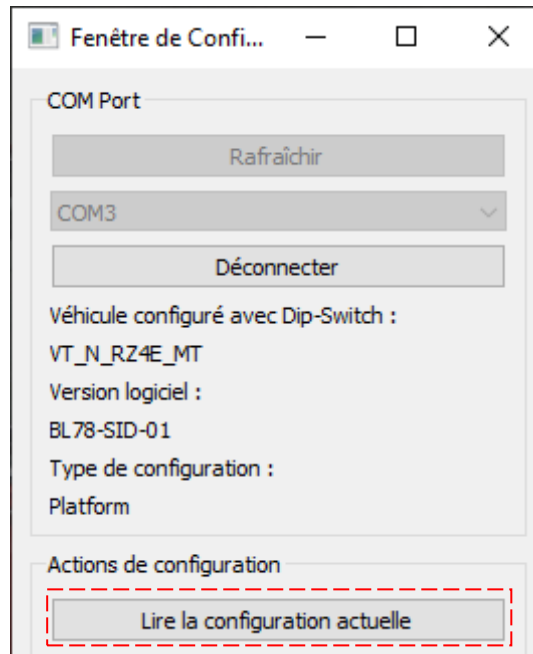 Fenêtre de Confi...
COM Port
Rafraîchir
COM3
Déconnecter
Véhicule configuré avec Dip-Switch :
VT_N_RZ4E_MT
Version logiciel :
BL78-SID-01
Type de configuration :
Platform
Actions de configuration
Lire la configuration actuelle